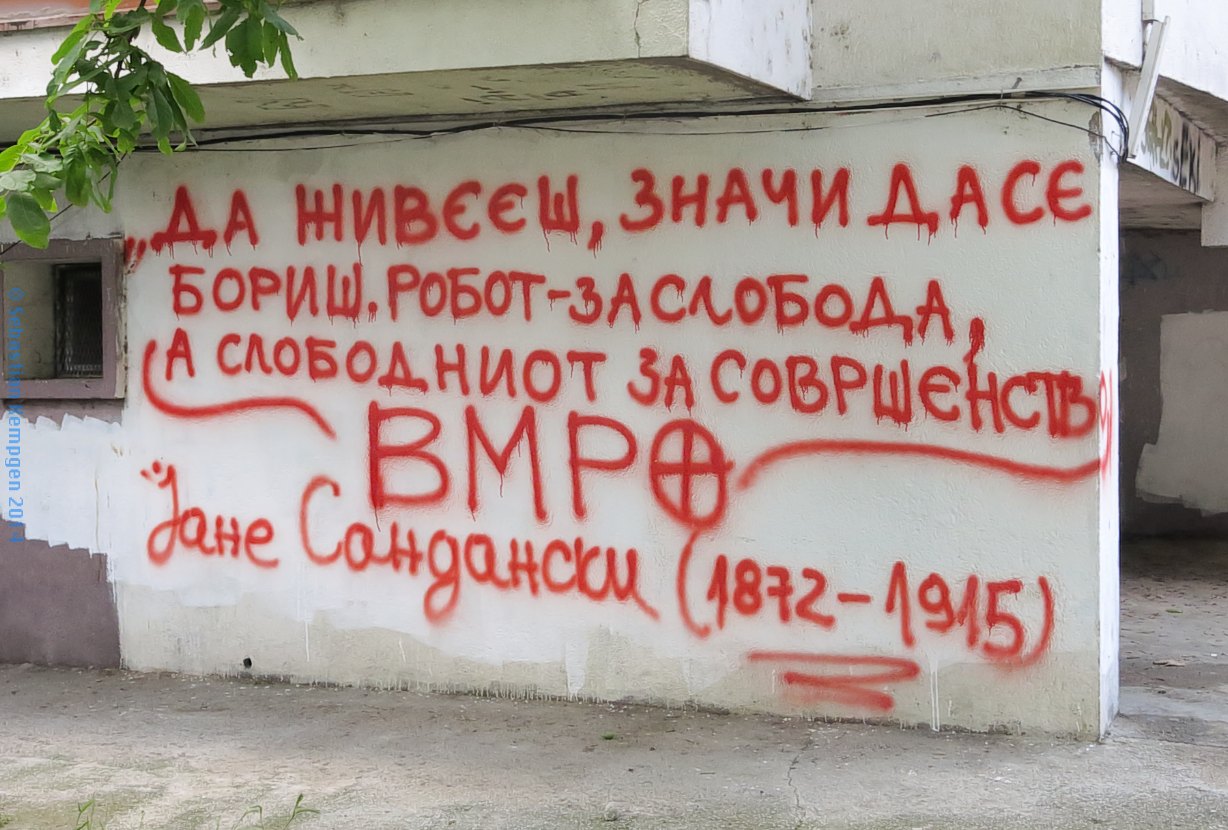 „ДА ЖИВЕЕШ, ЗНАЧИ ДА СЕ
БОРИШ. РОБОТ-ЗА СЛОБОДА,
А СЛОБОДНИОТ ЗА СОВРШЕНСТВО"
ВМРО
Јане Сандански (1872-1915)